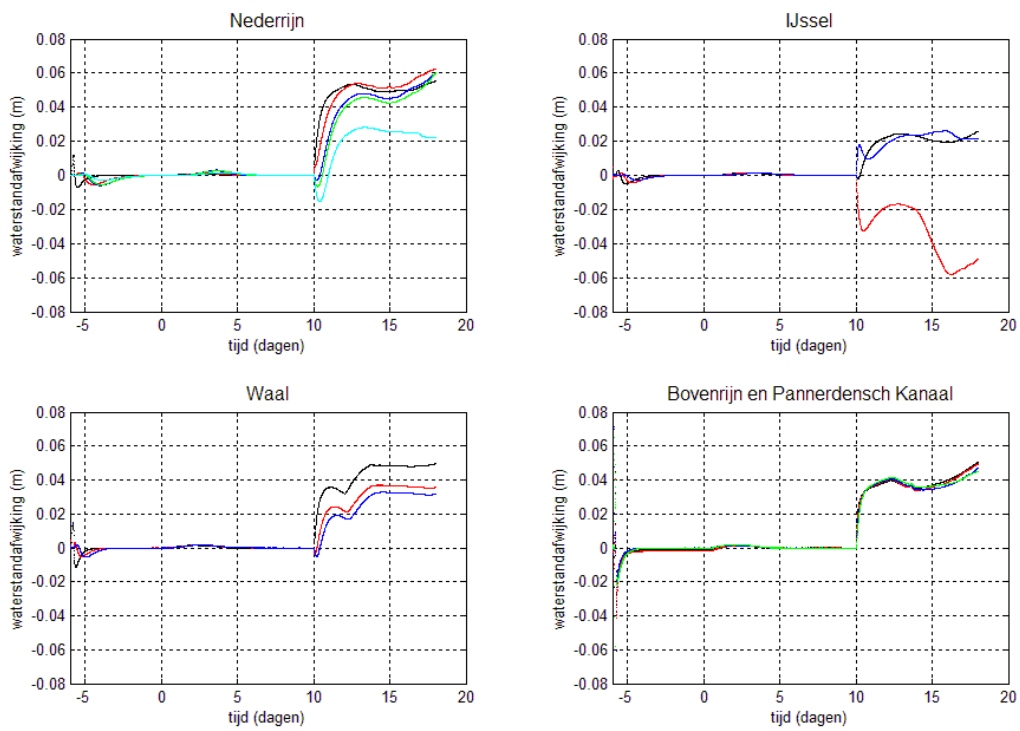 Nederrijn
waterstandafwijking (m)
0.08
0.06
0.04
0.02
0
-0.02
-0.04
-0.06
-0.08
-5 0 5 10 15 20
tijd (dagen)
IJssel
waterstandafwijking (m)
0.08
0.06
0.04
0.02
0
-0.02
-0.04
-0.06
-0.08
-5 0 5 10 15 20
tijd (dagen)
Waal
waterstandafwijking (m)
0.08
0.06
0.04
0.02
0
-0.02
-0.04
-0.06
-0.08
-5 0 5 10 15 20
tijd (dagen)
Bovenrijn en Pannerdensch Kanaal
waterstandafwijking (m)
0.08
0.06
0.04
0.02
0
-0.02
-0.04
-0.06
-0.08
-5 0 5 10 15 20
tijd (dagen)